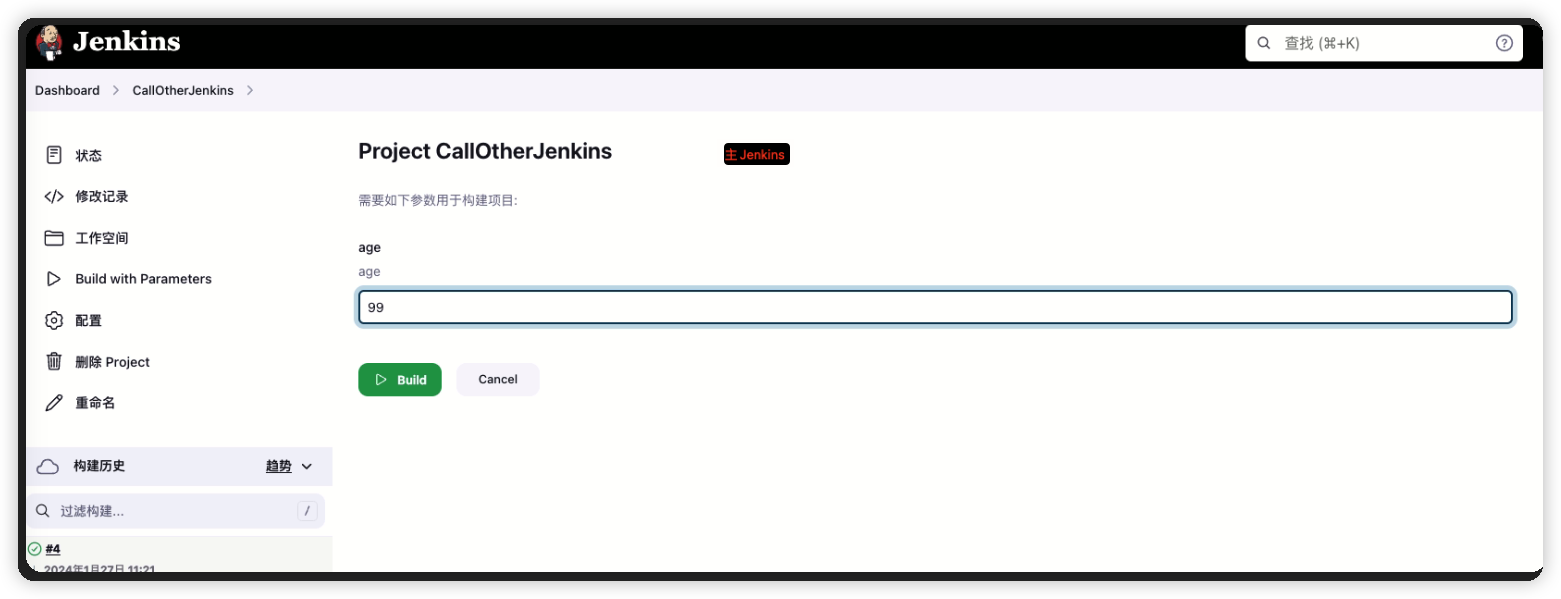 Jenkins
查找 (⌘+K)
Dashboard
CallOtherJenkins
状态
修改记录
工作空间
Build with Parameters
配置
删除 Project
重命名
构建历史
趋势
过滤构建...
/
#4
2024年1月27日 11:21
Project CallOtherJenkins
主 Jenkins
需要如下参数用于构建项目:
age
age
99
Build
Cancel